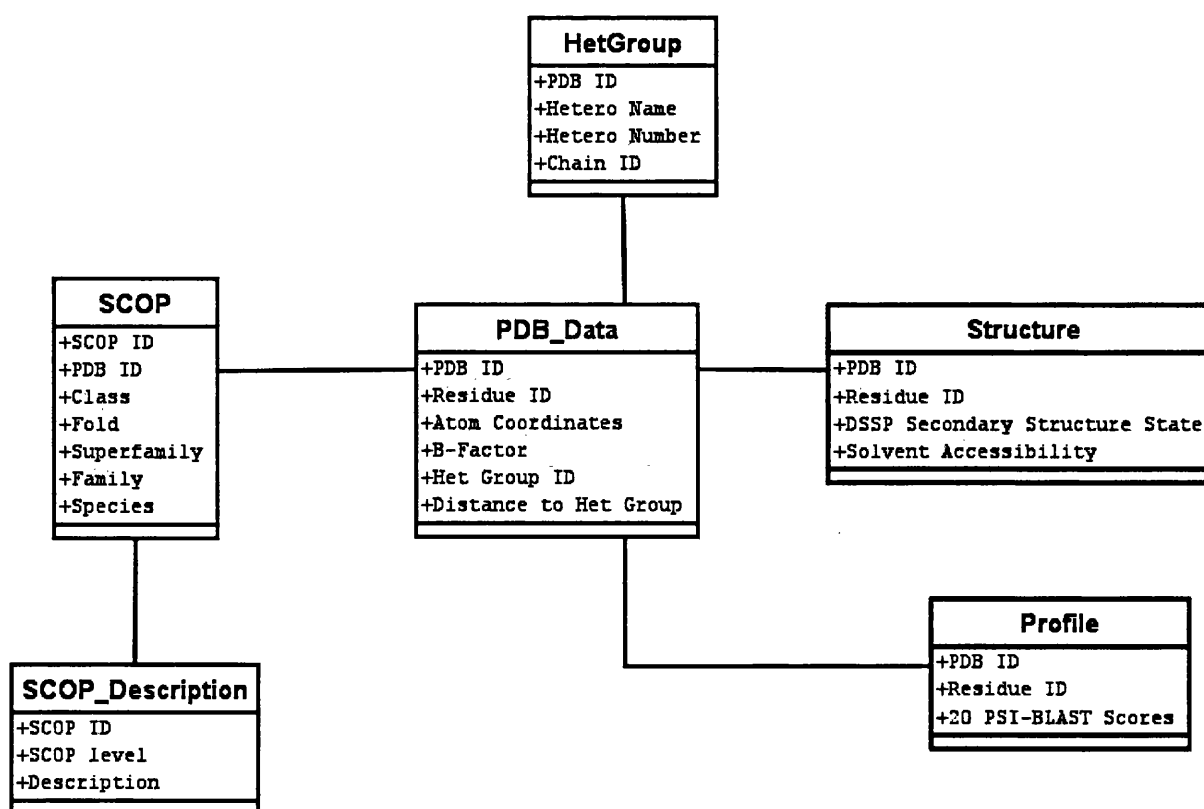 HetGroup
+PDB ID
+Hetero Name
+Hetero Number
+Chain ID
SCOP
+SCOP ID
+PDB ID
+Class
+Fold
+Superfamily
+Family
+Species
PDB_Data
+PDB ID
+Residue ID
+Atom Coordinates
+B-Factor
+Het Group ID
+Distance to Het Group
Structure
+PDB ID
+Residue ID
+DSSP Secondary Structure State
+Solvent Accessibility
Profile
+PDB ID
+Residue ID
+20 PSI-BLAST Scores
SCOP_Description
+SCOP ID
+SCOP level
+Description